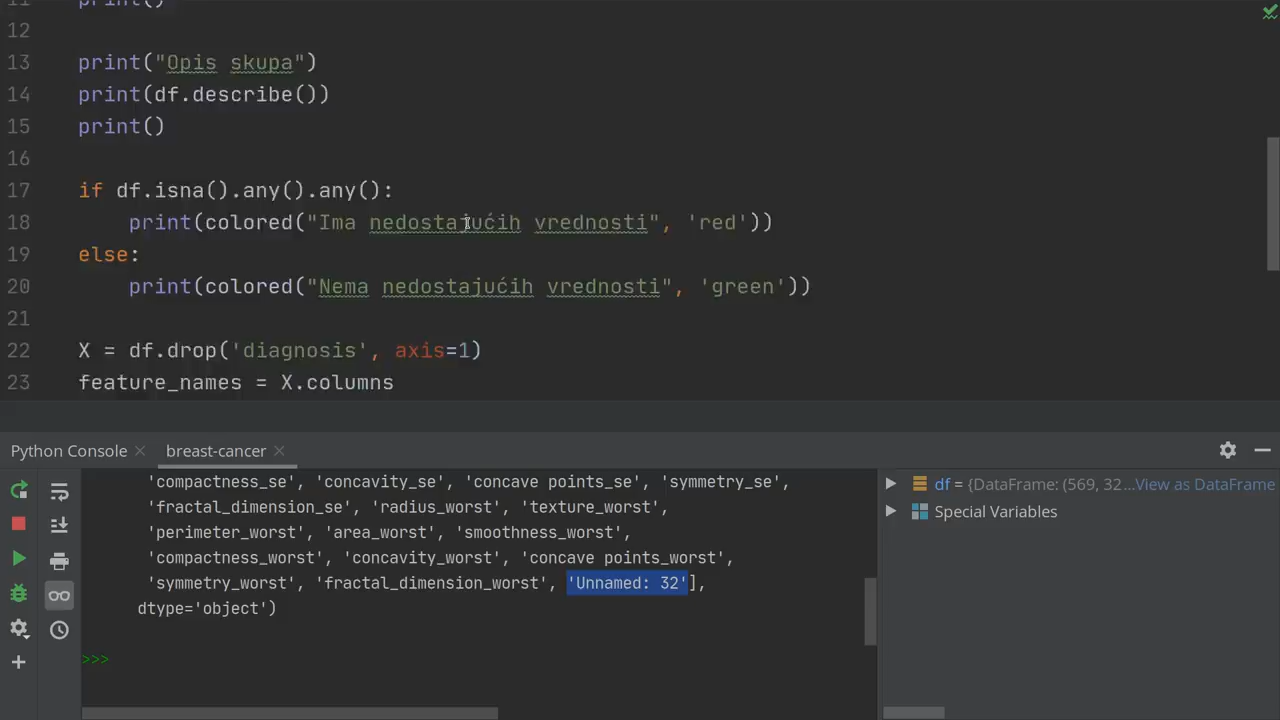 11 print()
12
13 print("Opis skupa")
14 print(df.describe())
15 print()
16
17 if df.isna().any().any():
18 print(colored("Ima nedostajućih vrednosti", 'red'))
19 else:
20 print(colored("Nema nedostajućih vrednosti", 'green'))
21
22 X = df.drop('diagnosis', axis=1)
23 feature_names = X.columns
Python Console breast-cancer
'compactness_se', 'concavity_se', 'concave points_se', 'symmetry_se',
'fractal_dimension_se', 'radius_worst', 'texture_worst',
'perimeter_worst', 'area_worst', 'smoothness_worst',
'compactness_worst', 'concavity_worst', 'concave points_worst',
'symmetry_worst', 'fractal_dimension_worst', 'Unnamed: 32'],
dtype='object')
>>>
df = {DataFrame: (569, 32...View as DataFrame
Special Variables